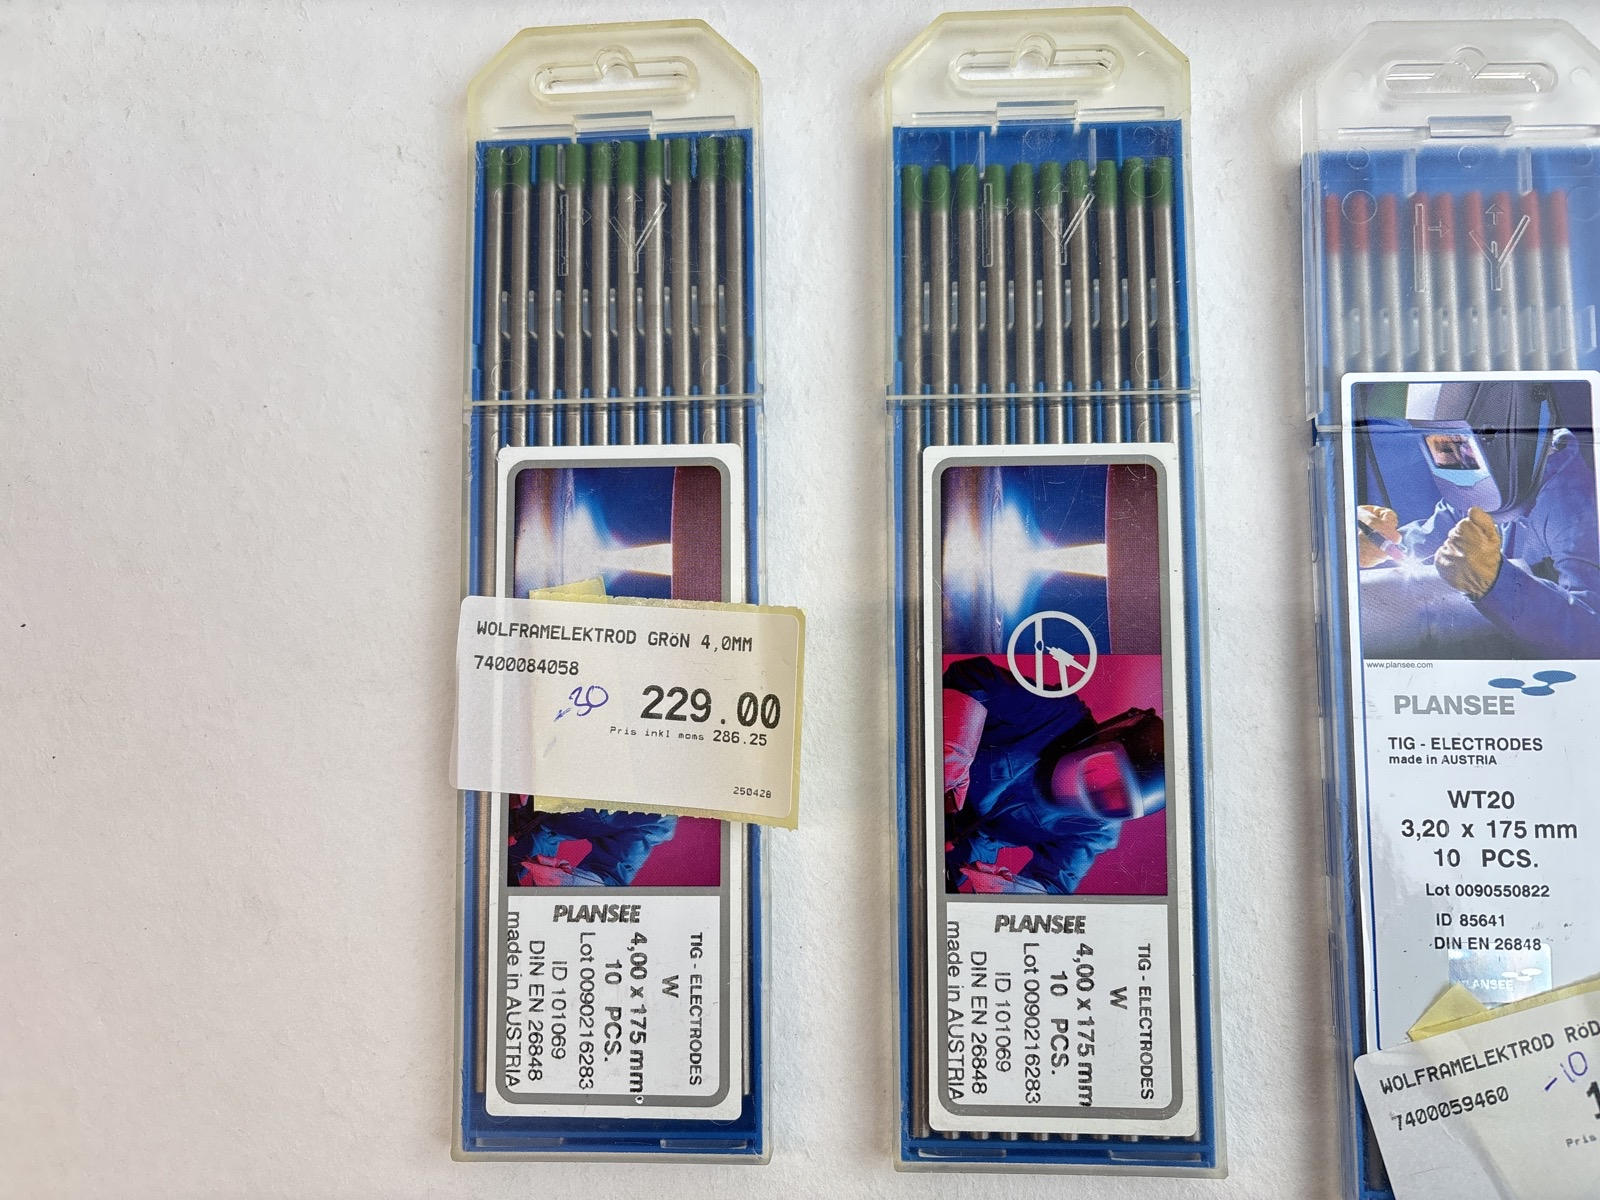 WOLFRAMELEKTROD GRÖN 4,0MM
7400084058
-30
229.00
Pris inkl moms 286.25
250428
PLANSEE
TIG - ELECTRODES
W
4,00 x 175 mm
10 PCS.
Lot 0090216283
ID 101069
DIN EN 26848
made in AUSTRIA
PLANSEE
TIG - ELECTRODES
W
4,00 x 175 mm
10 PCS.
Lot 0090216283
ID 101069
DIN EN 26848
made in AUSTRIA
www.plansee.com
PLANSEE
TIG - ELECTRODES
made in AUSTRIA
WT20
3,20 x 175 mm
10 PCS.
Lot 0090550822
ID 85641
DIN EN 26848
PLANSEE
WOLFRAMELEKTROD RÖD
7400059460
-10
1
Pris